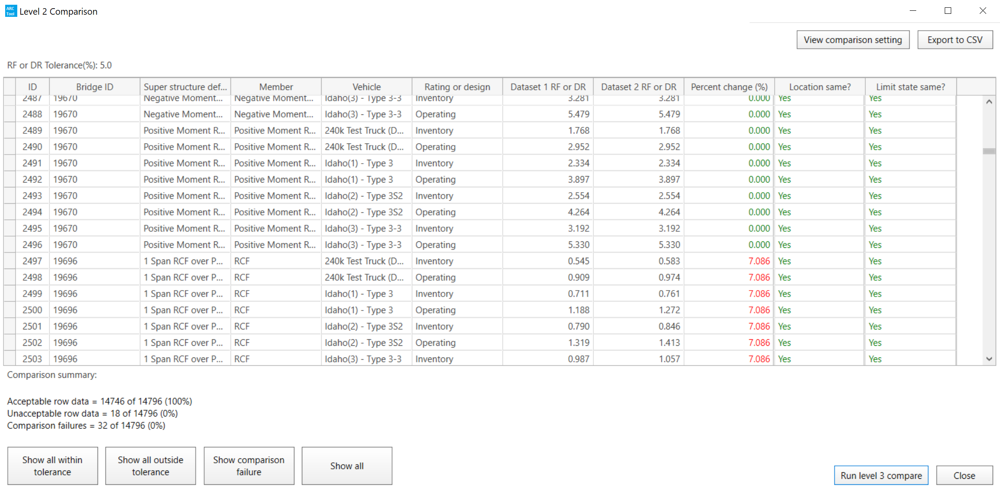 ARC Tool Level 2 Comparison
View comparison setting Export to CSV
RF or DR Tolerance(%): 5.0
ID Bridge ID Super structure def... Member Vehicle Rating or design Dataset 1 RF or DR Dataset 2 RF or DR Percent change (%) Location same? Limit state same?
2487 19670 Negative Moment... Negative Moment... Idaho(3) - Type 3-3 Inventory 3.281 3.281 0.000 Yes Yes
2488 19670 Negative Moment... Negative Moment... Idaho(3) - Type 3-3 Operating 5.479 5.479 0.000 Yes Yes
2489 19670 Positive Moment R... Positive Moment R... 240k Test Truck (D... Inventory 1.768 1.768 0.000 Yes Yes
2490 19670 Positive Moment R... Positive Moment R... 240k Test Truck (D... Operating 2.952 2.952 0.000 Yes Yes
2491 19670 Positive Moment R... Positive Moment R... Idaho(1) - Type 3 Inventory 2.334 2.334 0.000 Yes Yes
2492 19670 Positive Moment R... Positive Moment R... Idaho(1) - Type 3 Operating 3.897 3.897 0.000 Yes Yes
2493 19670 Positive Moment R... Positive Moment R... Idaho(2) - Type 3S2 Inventory 2.554 2.554 0.000 Yes Yes
2494 19670 Positive Moment R... Positive Moment R... Idaho(2) - Type 3S2 Operating 4.264 4.264 0.000 Yes Yes
2495 19670 Positive Moment R... Positive Moment R... Idaho(3) - Type 3-3 Inventory 3.192 3.192 0.000 Yes Yes
2496 19670 Positive Moment R... Positive Moment R... Idaho(3) - Type 3-3 Operating 5.330 5.330 0.000 Yes Yes
2497 19696 1 Span RCF over P... RCF 240k Test Truck (D... Inventory 0.545 0.583 7.086 Yes Yes
2498 19696 1 Span RCF over P... RCF 240k Test Truck (D... Operating 0.909 0.974 7.086 Yes Yes
2499 19696 1 Span RCF over P... RCF Idaho(1) - Type 3 Inventory 0.711 0.761 7.086 Yes Yes
2500 19696 1 Span RCF over P... RCF Idaho(1) - Type 3 Operating 1.188 1.272 7.086 Yes Yes
2501 19696 1 Span RCF over P... RCF Idaho(2) - Type 3S2 Inventory 0.790 0.846 7.086 Yes Yes
2502 19696 1 Span RCF over P... RCF Idaho(2) - Type 3S2 Operating 1.319 1.413 7.086 Yes Yes
2503 19696 1 Span RCF over P... RCF Idaho(3) - Type 3-3 Inventory 0.987 1.057 7.086 Yes Yes
Comparison summary:
Acceptable row data = 14746 of 14796 (100%)
Unacceptable row data = 18 of 14796 (0%)
Comparison failures = 32 of 14796 (0%)
Show all within tolerance
Show all outside tolerance
Show comparison failure
Show all
Run level 3 compare Close